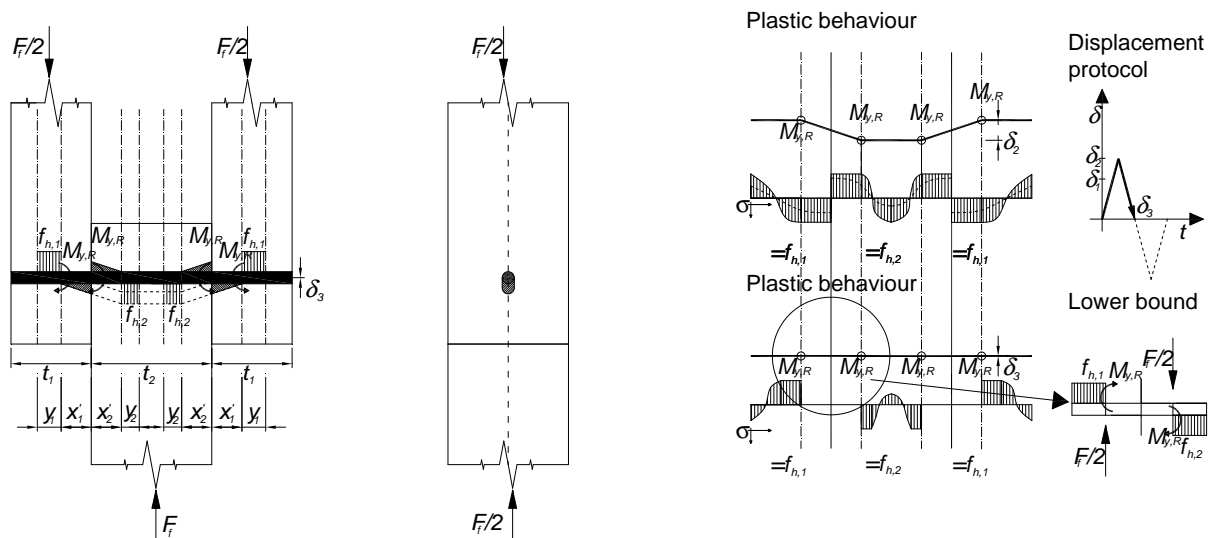 F_f/2
F_f/2
f_h,1
M_y,R
M_y,R
M_y,R
f_h,1
δ_3
f_h,2
f_h,2
t_1
t_2
t_1
y_1
x'_1
x'_2
y_2
y_2
x'_2
x'_1
y_1
F_f
F_f/2
F_f/2
Plastic behaviour
M_y,R
M_y,R
M_y,R
M_y,R
δ_2
σ
=f_h,1
=f_h,2
=f_h,1
Plastic behaviour
M_y,R
M_y,R
M_y,R
M_y,R
δ_3
σ
=f_h,1
=f_h,2
=f_h,1
Displacement
protocol
δ
δ_2
δ_1
δ_3
t
Lower bound
F_f/2
f_h,1
M_y,R
M_y,R
f_h,2
F_f/2